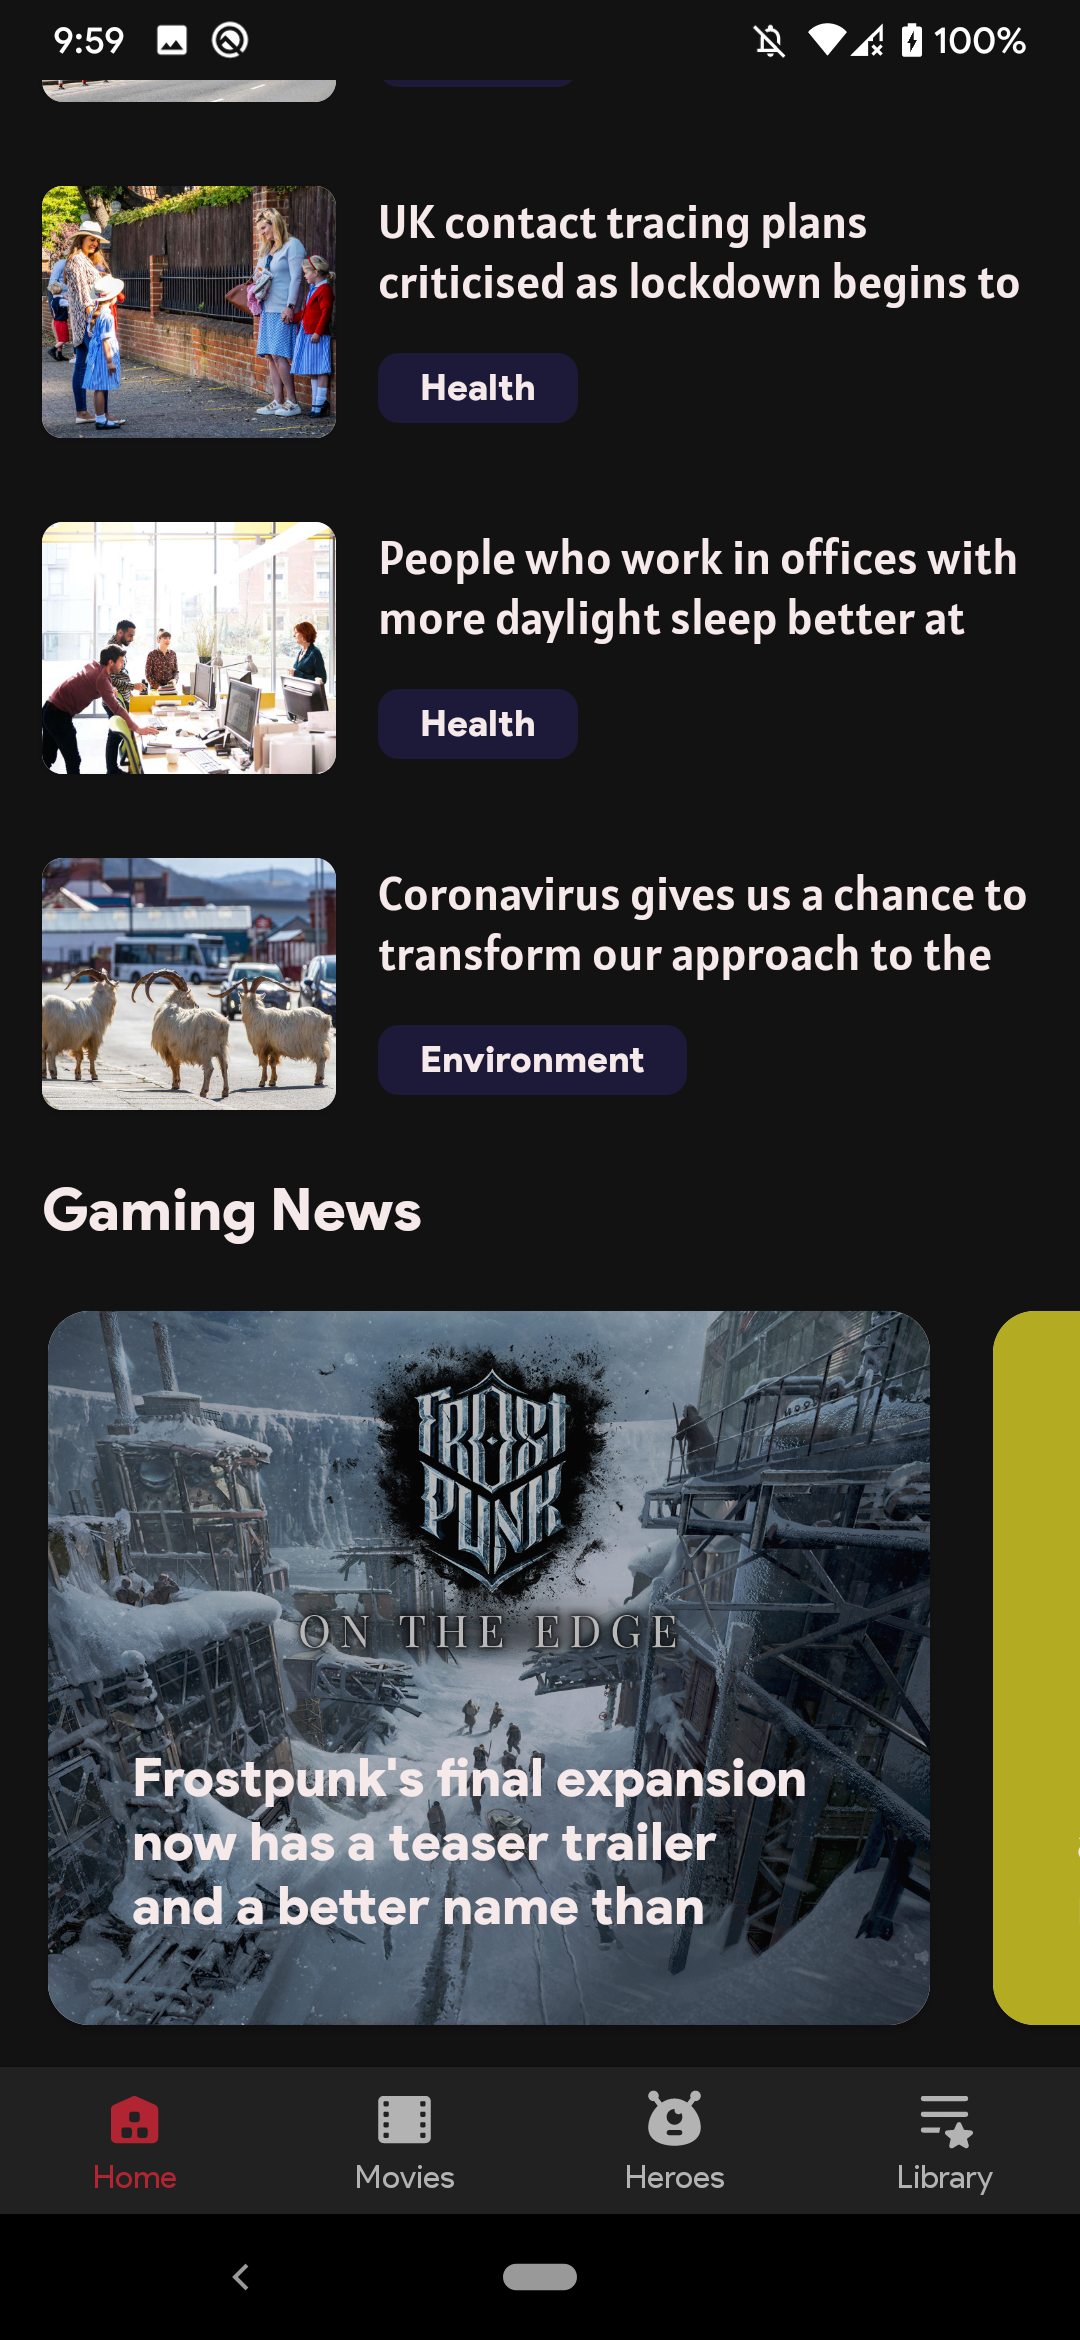 9:59
100%
UK contact tracing plans
criticised as lockdown begins to
Health
People who work in offices with
more daylight sleep better at
Health
Coronavirus gives us a chance to
transform our approach to the
Environment
Gaming News
FROST
PUNK
ON THE EDGE
Frostpunk's final expansion
now has a teaser trailer
and a better name than
Home
Movies
Heroes
Library